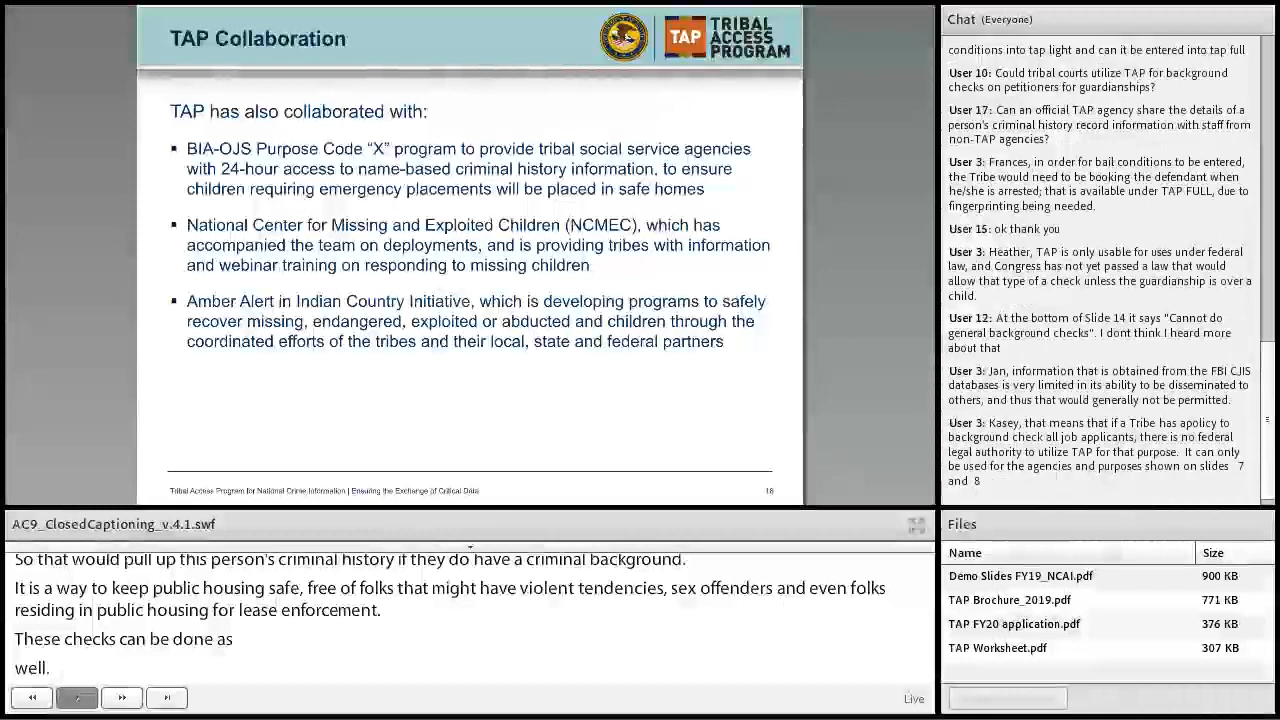 TAP Collaboration
TAP
TRIBAL
ACCESS
PROGRAM
TAP has also collaborated with:
▪ BIA-OJS Purpose Code “X” program to provide tribal social service agencies
with 24-hour access to name-based criminal history information, to ensure
children requiring emergency placements will be placed in safe homes
▪ National Center for Missing and Exploited Children (NCMEC), which has
accompanied the team on deployments, and is providing tribes with information
and webinar training on responding to missing children
▪ Amber Alert in Indian Country Initiative, which is developing programs to safely
recover missing, endangered, exploited or abducted and children through the
coordinated efforts of the tribes and their local, state and federal partners
Tribal Access Program for National Crime Information | Ensuring the Exchange of Critical Data
18
Chat (Everyone)
conditions into tap light and can it be entered into tap full
User 10: Could tribal courts utilize TAP for background
checks on petitioners for guardianships?
User 17: Can an official TAP agency share the details of a
person's criminal history record information with staff from
non-TAP agencies?
User 3: Frances, in order for bail conditions to be entered,
the Tribe would need to be booking the defendant when
he/she is arrested; that is available under TAP FULL, due to
fingerprinting being needed.
User 15: ok thank you
User 3: Heather, TAP is only usable for uses under federal
law, and Congress has not yet passed a law that would
allow that type of a check unless the guardianship is over a
child.
User 12: At the bottom of Slide 14 it says "Cannot do
general background checks". I dont think I heard more
about that
User 3: Jan, information that is obtained from the FBI CJIS
databases is very limited in its ability to be disseminated to
others, and thus that would generally not be permitted.
User 3: Kasey, that means that if a Tribe has apolicy to
background check all job applicants, there is no federal
legal authority to utilize TAP for that purpose. It can only
be used for the agencies and purposes shown on slides 7
and 8
AC9_ClosedCaptioning_v.4.1.swf
So that would pull up this person's criminal history if they do have a criminal background.
It is a way to keep public housing safe, free of folks that might have violent tendencies, sex offenders and even folks
residing in public housing for lease enforcement.
These checks can be done as
well.
Live
Files
Name Size
Demo Slides FY19_NCAI.pdf 900 KB
TAP Brochure_2019.pdf 771 KB
TAP FY20 application.pdf 376 KB
TAP Worksheet.pdf 307 KB